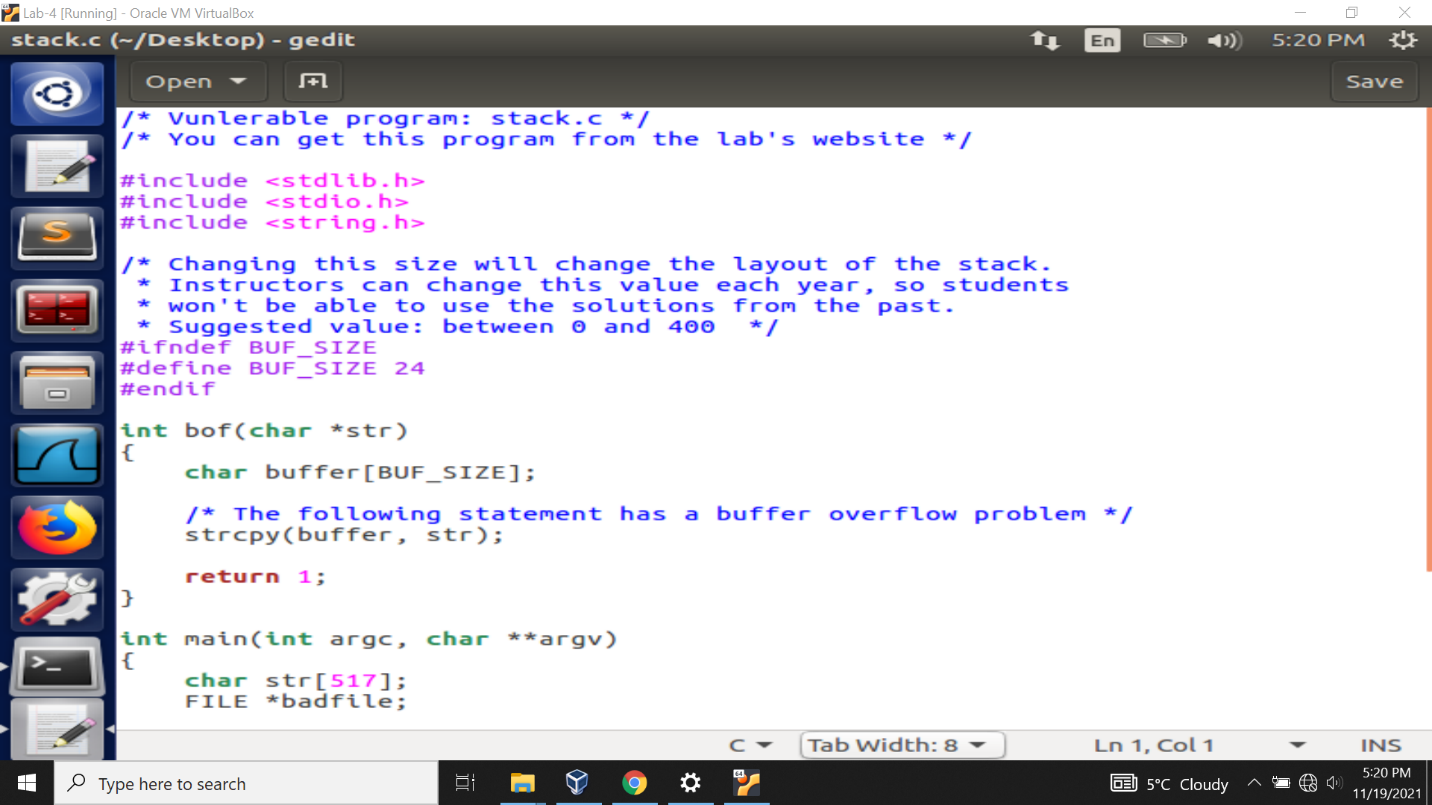 Lab-4 [Running] - Oracle VM VirtualBox
stack.c (~/Desktop) - gedit
En
5:20 PM
Open
Save
/* Vunlerable program: stack.c */
/* You can get this program from the lab's website */
#include <stdlib.h>
#include <stdio.h>
#include <string.h>
/* Changing this size will change the layout of the stack.
 * Instructors can change this value each year, so students
 * won't be able to use the solutions from the past.
 * Suggested value: between 0 and 400  */
#ifndef BUF_SIZE
#define BUF_SIZE 24
#endif
int bof(char *str)
{
    char buffer[BUF_SIZE];
    /* The following statement has a buffer overflow problem */
    strcpy(buffer, str);
    return 1;
}
int main(int argc, char **argv)
{
    char str[517];
    FILE *badfile;
C
Tab Width: 8
Ln 1, Col 1
INS
Type here to search
64
5°C Cloudy
5:20 PM
11/19/2021